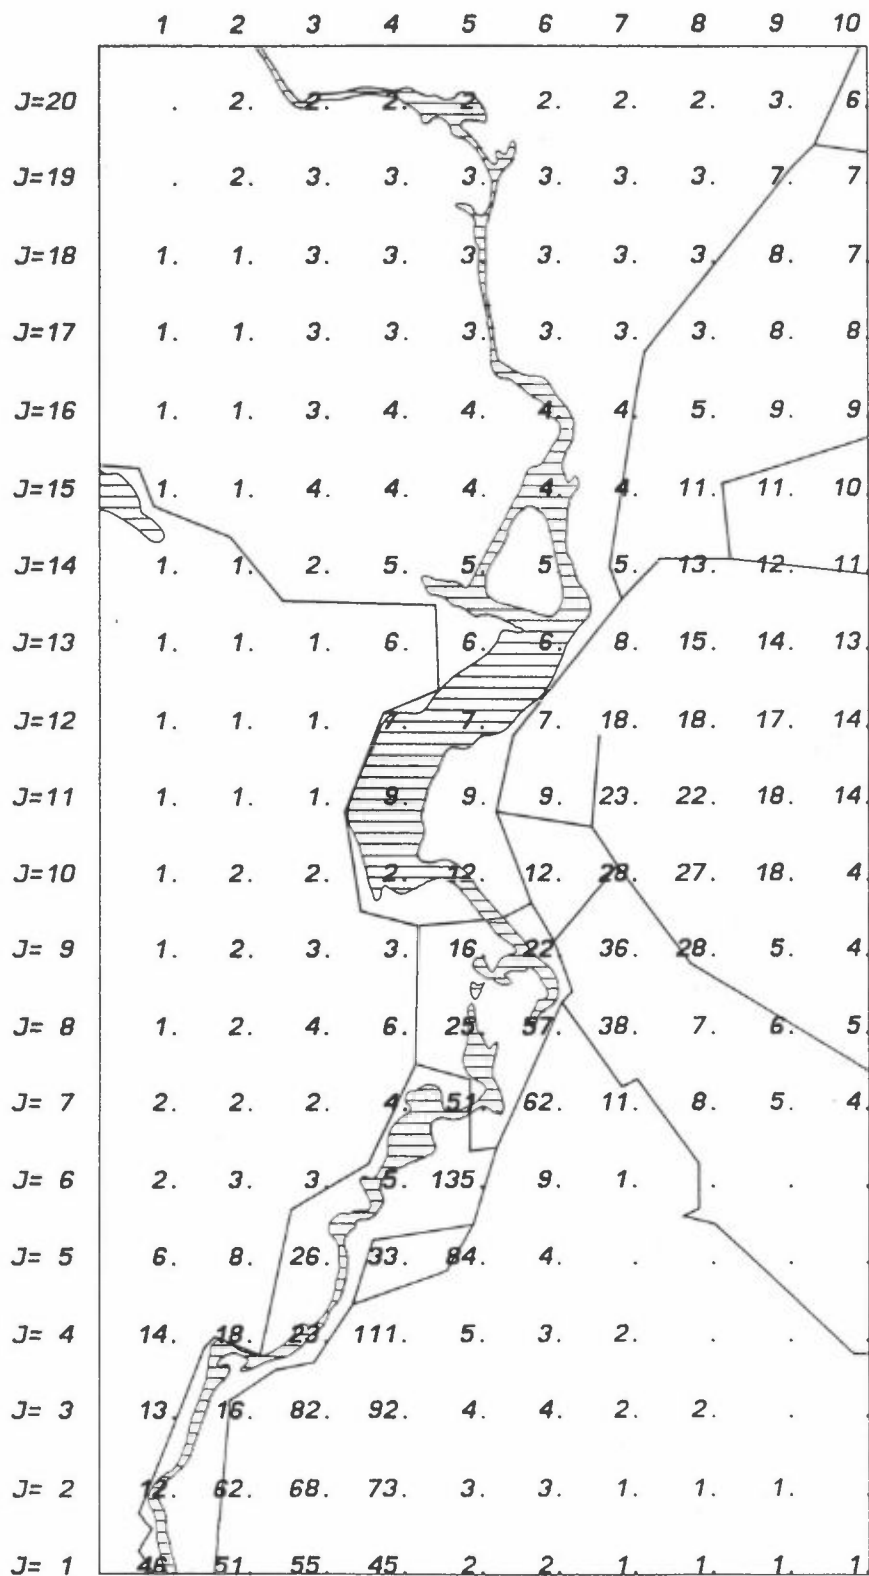 1 2. 3. 4. 5. 6. 7 8. 9. 10
J=20 . 2. 2. 2. 2 2. 2. 2. 3. 6
J=19 . 2. 3. 3. 3. 3. 3. 3. 7. 7
J=18 1. 1. 3. 3. 3. 3. 3. 3. 8. 7
J=17 1. 1. 3. 3. 3. 3. 3. 3 8. 8
J=16 1. 1. 3. 4. 4. 4. 4. 5. 9. 9
J=15 1. 1. 4. 4. 4. 4. 4. 11. 11. 10
J=14 1. 1. 2. 5. 5. 5 5. 13. 12. 11
J=13 1. 1. 1. 6. 6. 6. 8. 15. 14. 13
J=12 1. 1. 1. 7. 7. 7. 18. 18. 17. 14
J=11 1. 1. 1. 9. 9. 9. 23. 22. 18. 14
J=10 1. 2. 2. 2. 12. 12. 28. 27. 18. 4
J= 9 1. 2. 3. 3. 16 22 36. 28. 5. 4
J= 8 1. 2. 4. 6. 25. 57. 38. 7. 6. 5
J= 7 2. 2. 2. 4. 51 62. 11. 8. 5. 4
J= 6 2. 3. 3. 5. 135. 9. 1. . . .
J= 5 6. 8. 26. 33. 84. 4. . . . .
J= 4 14. 18. 23. 111. 5. 3. 2. . . .
J= 3 13. 16. 82. 92. 4. 4. 2. 2. . .
J= 2 12. 62. 68. 73. 3. 3. 1. 1. 1. .
J= 1 51. 55. 45. 2. 2. 1. 1. 1. 1